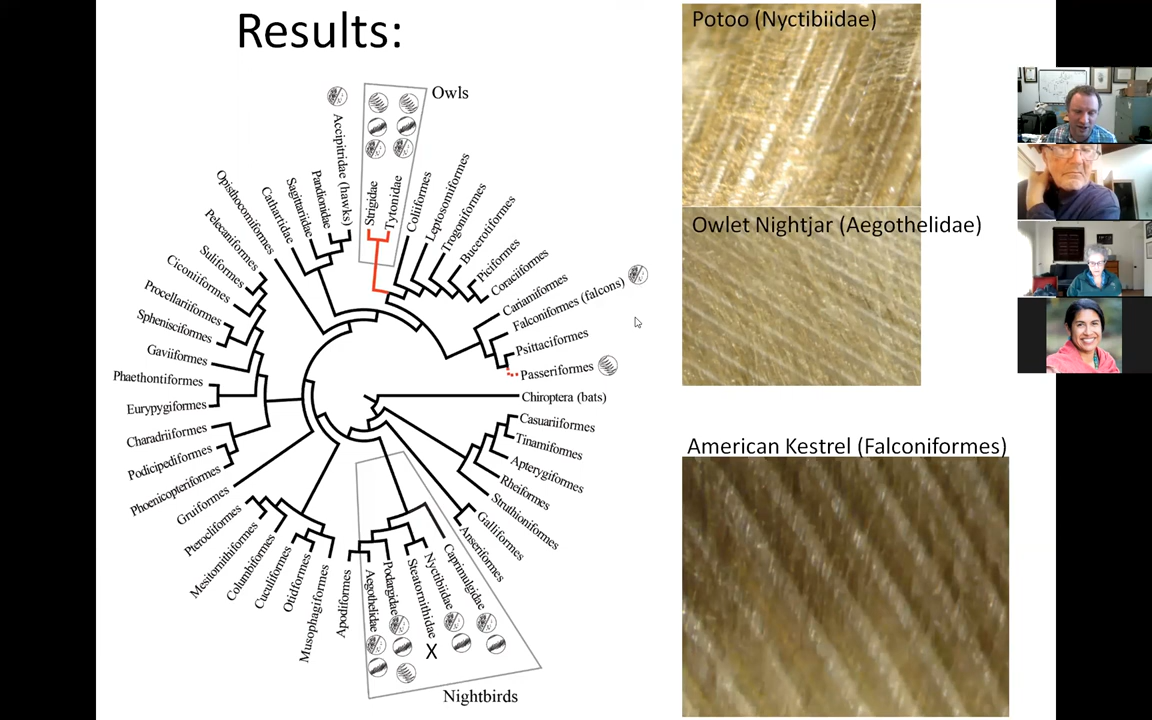 Results:
Owls
Accipitridae (hawks)
Pandionidae
Sagittariidae
Cathartidae
Opisthocomiformes
Pelecaniformes
Suliformes
Ciconiiformes
Procellariiformes
Sphenisciformes
Gaviiformes
Phaethontiformes
Eurypygiformes
Charadriiformes
Podicipediformes
Phoenicopteriformes
Gruiformes
Pterocliformes
Mesitornithiformes
Columbiformes
Cuculiformes
Otidformes
Musophagiformes
Apodiformes
Aegothelidae
Podargidae
Steatornithidae
X
Nyctibiidae
Caprimulgidae
Nightbirds
Anseriformes
Galliformes
Struthioniformes
Rheiformes
Apterygiformes
Tinamiformes
Casuariiformes
Chiroptera (bats)
Passeriformes
Psittaciformes
Falconiformes (falcons)
Cariamiformes
Coraciiformes
Piciformes
Bucerotiformes
Trogoniformes
Leptosomiformes
Coliiformes
Tytonidae
Strigidae
Potoo (Nyctibiidae)
Owlet Nightjar (Aegothelidae)
American Kestrel (Falconiformes)